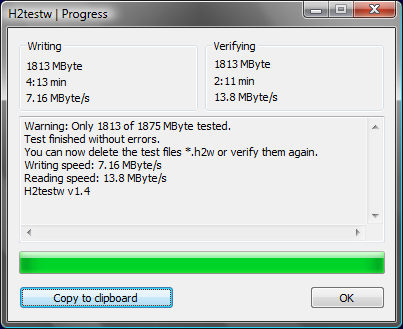 H2testw | Progress
Writing
1813 MByte
4:13 min
7.16 MByte/s
Verifying
1813 MByte
2:11 min
13.8 MByte/s
Warning: Only 1813 of 1875 MByte tested.
Test finished without errors.
You can now delete the test files *.h2w or verify them again.
Writing speed: 7.16 MByte/s
Reading speed: 13.8 MByte/s
H2testw v1.4
Copy to clipboard
OK